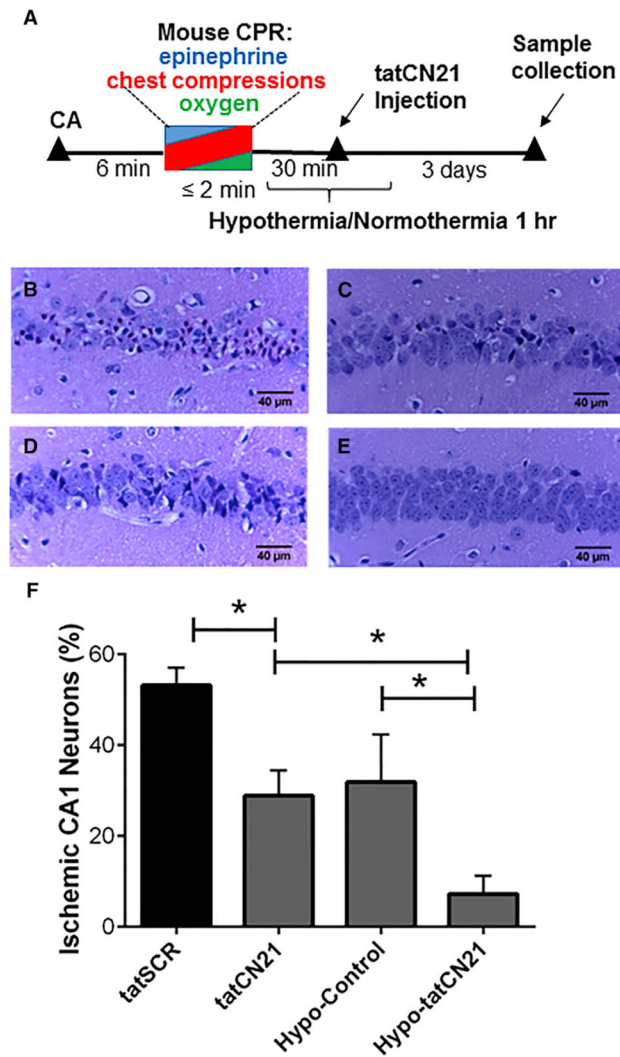 A
Mouse CPR:
epinephrine
chest compressions
oxygen
tatCN21
Injection
Sample
collection
CA
6 min
≤ 2 min
30 min
3 days
Hypothermia/Normothermia 1 hr
B
40 µm
C
40 µm
D
40 µm
E
40 µm
F
Ischemic CA1 Neurons (%)
60
40
20
0
*
*
*
tatSCR
tatCN21
Hypo-Control
Hypo-tatCN21